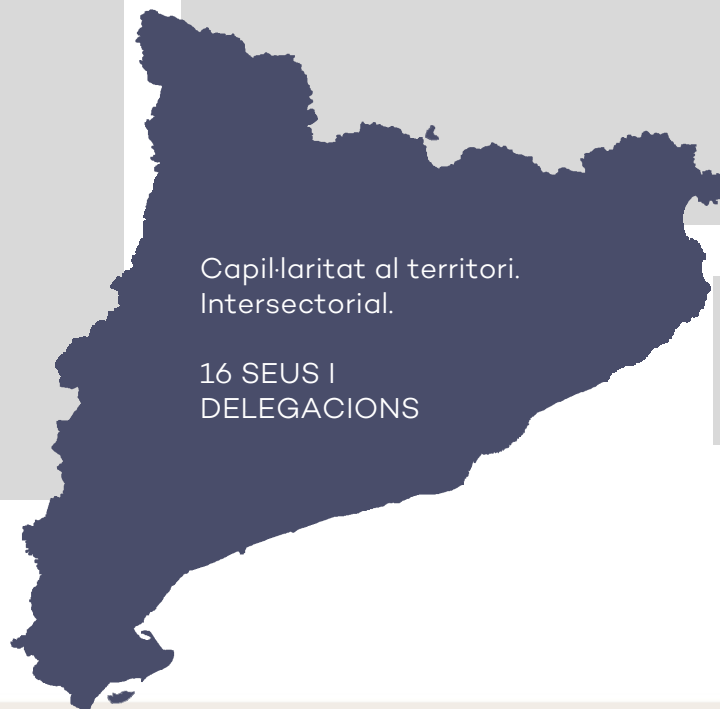 Capil·laritat al territori.
Intersectorial.
16 SEUS I
DELEGACIONS